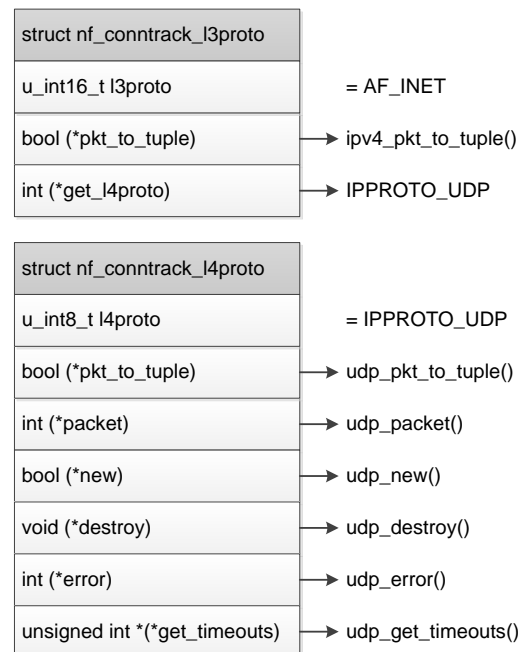 struct nf_conntrack_l3proto
u_int16_t l3proto = AF_INET
bool (*pkt_to_tuple) ipv4_pkt_to_tuple()
int (*get_l4proto) IPPROTO_UDP
struct nf_conntrack_l4proto
u_int8_t l4proto = IPPROTO_UDP
bool (*pkt_to_tuple) udp_pkt_to_tuple()
int (*packet) udp_packet()
bool (*new) udp_new()
void (*destroy) udp_destroy()
int (*error) udp_error()
unsigned int *(*get_timeouts) udp_get_timeouts()